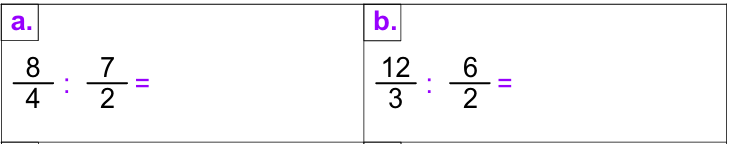 a.
8/4 : 7/2 =
b.
12/3 : 6/2 =